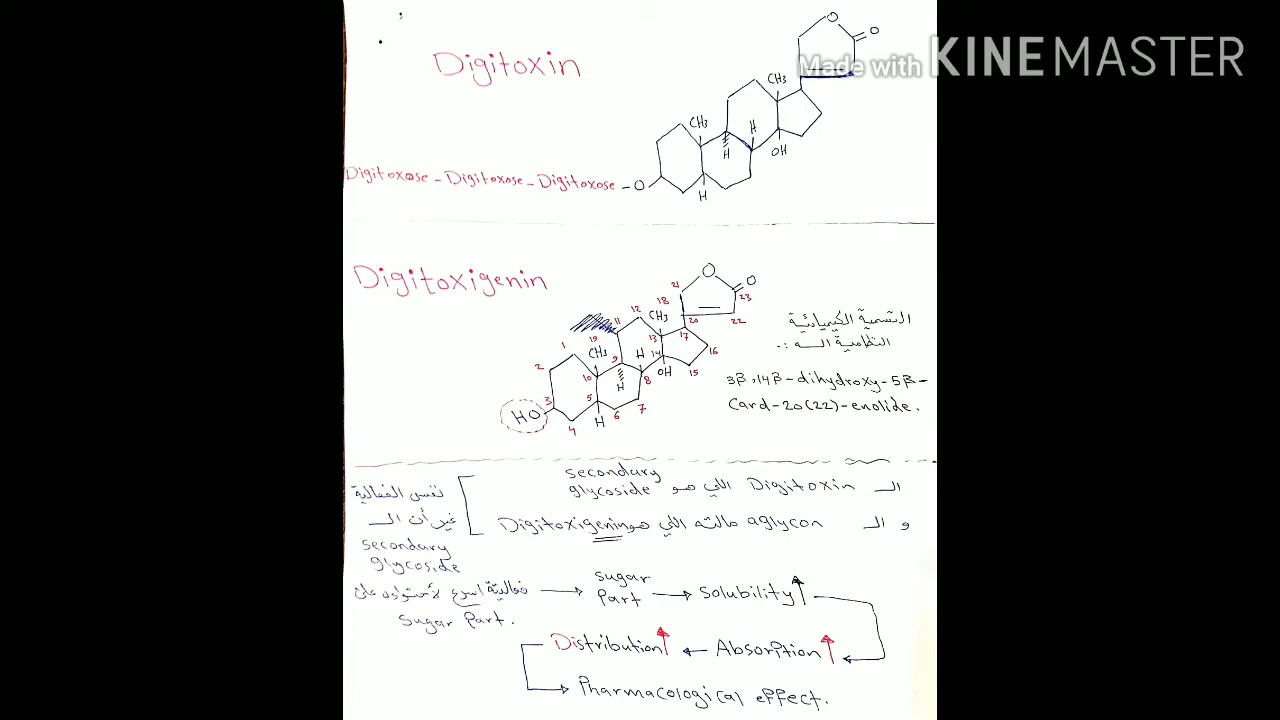 Made with KINEMASTER
Digitoxin
O
O
CH3
CH3
H
H
OH
H
Digitoxose - Digitoxose - Digitoxose - O
Digitoxigenin
O
O
21
23
22
20
18
CH3
12
11
19
CH3
1
2
3
4
5
6
7
8
9
10
13
14
15
16
17
H
H
OH
H
HO
التسمية الكيميائية
النظامية الـه :.
3β,14β-dihydroxy-5β-
Card-20(22)-enolide.
الـ Digitoxin اللي هو secondary glycoside
و الـ aglycon مالته اللي هو Digitoxigenin
نفس الفعالية
غير أن الـ
secondary
glycoside
فعالية اسرع لأحتواءه على
sugar Part.
sugar Part
solubility
Absorption
Distribution
Pharmacological effect.